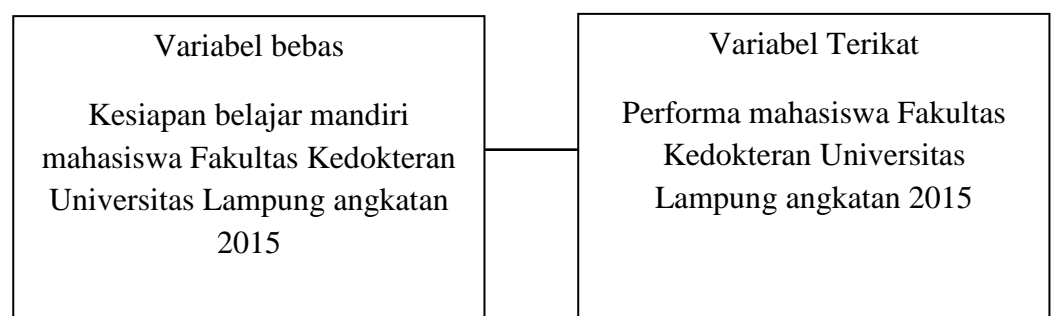 Variabel bebas
Kesiapan belajar mandiri
mahasiswa Fakultas Kedokteran
Universitas Lampung angkatan
2015
Variabel Terikat
Performa mahasiswa Fakultas
Kedokteran Universitas
Lampung angkatan 2015